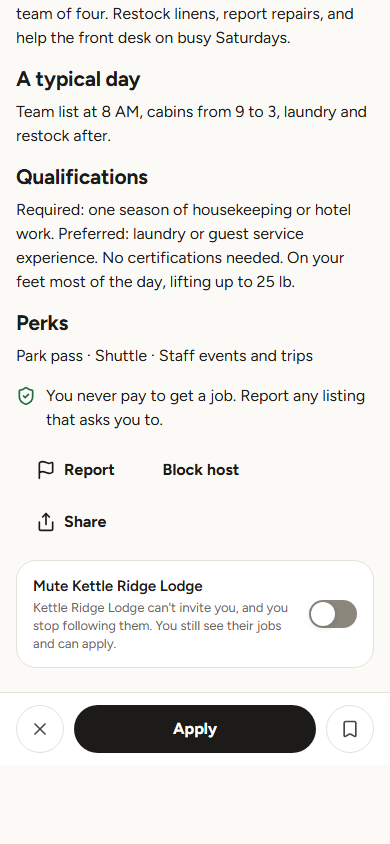 team of four. Restock linens, report repairs, and
help the front desk on busy Saturdays.
A typical day
Team list at 8 AM, cabins from 9 to 3, laundry and
restock after.
Qualifications
Required: one season of housekeeping or hotel
work. Preferred: laundry or guest service
experience. No certifications needed. On your
feet most of the day, lifting up to 25 lb.
Perks
Park pass · Shuttle · Staff events and trips
You never pay to get a job. Report any listing
that asks you to.
Report
Block host
Share
Mute Kettle Ridge Lodge
Kettle Ridge Lodge can't invite you, and you
stop following them. You still see their jobs
and can apply.
Apply